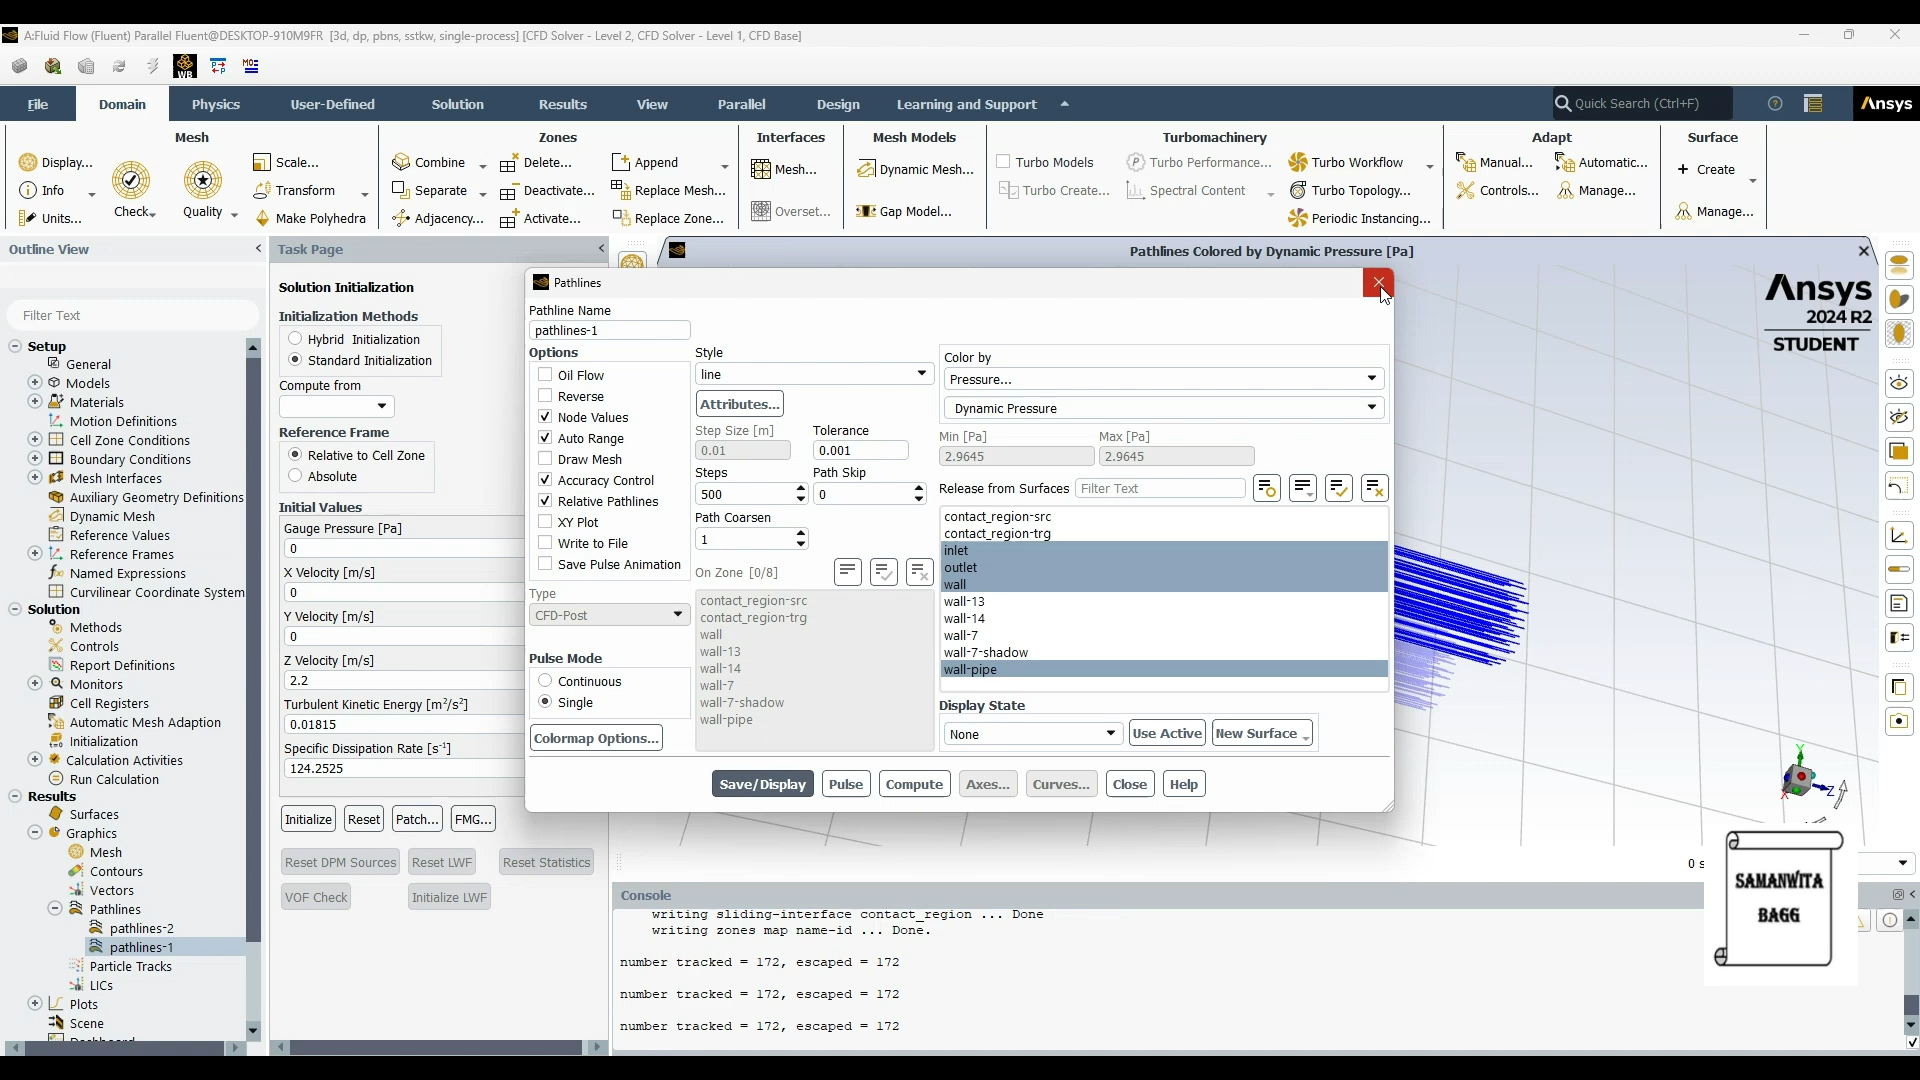 A:Fluid Flow (Fluent) Parallel Fluent@DESKTOP-910M9FR [3d, dp, pbns, sstkw, single-process] [CFD Solver - Level 2, CFD Solver - Level 1, CFD Base]
WB
File Domain Physics User-Defined Solution Results View Parallel Design Learning and Support Quick Search (Ctrl+F) Ansys
Mesh Zones Interfaces Mesh Models Turbomachinery Adapt Surface
Display... Scale... Combine Delete... Append Mesh... Dynamic Mesh... Turbo Models Turbo Performance... Turbo Workflow Manual... Automatic... Create
Info Transform Separate Deactivate... Replace Mesh... Turbo Create... Spectral Content Turbo Topology... Controls... Manage...
Check Quality Overset... Gap Model... Manage...
Units... Make Polyhedra Adjacency... Activate... Replace Zone... Periodic Instancing...
Outline View
Filter Text
Setup
General
Models
Materials
Motion Definitions
Cell Zone Conditions
Boundary Conditions
Mesh Interfaces
Auxiliary Geometry Definitions
Dynamic Mesh
Reference Values
Reference Frames
Named Expressions
Curvilinear Coordinate System
Solution
Methods
Controls
Report Definitions
Monitors
Cell Registers
Automatic Mesh Adaption
Initialization
Calculation Activities
Run Calculation
Results
Surfaces
Graphics
Mesh
Contours
Vectors
Pathlines
pathlines-2
pathlines-1
Particle Tracks
LICs
Plots
Scene
Task Page
Solution Initialization
Initialization Methods
Hybrid Initialization
Standard Initialization
Compute from
Reference Frame
Relative to Cell Zone
Absolute
Initial Values
Gauge Pressure [Pa]
0
X Velocity [m/s]
0
Y Velocity [m/s]
0
Z Velocity [m/s]
2.2
Turbulent Kinetic Energy [m²/s²]
0.01815
Specific Dissipation Rate [s⁻¹]
124.2525
Initialize Reset Patch... FMG...
Reset DPM Sources Reset LWF Reset Statistics
VOF Check Initialize LWF
Pathlines Colored by Dynamic Pressure [Pa]
Ansys
2024 R2
STUDENT
Pathlines
Pathline Name
pathlines-1
Options
Oil Flow
Reverse
Node Values
Auto Range
Draw Mesh
Accuracy Control
Relative Pathlines
XY Plot
Write to File
Save Pulse Animation
Type
CFD-Post
Pulse Mode
Continuous
Single
Colormap Options...
Style
line
Attributes...
Step Size [m] Tolerance
0.01 0.001
Steps Path Skip
500 0
Path Coarsen
1
On Zone [0/8]
contact_region-src
contact_region-trg
wall
wall-13
wall-14
wall-7
wall-7-shadow
wall-pipe
Color by
Pressure...
Dynamic Pressure
Min [Pa] Max [Pa]
2.9645 2.9645
Release from Surfaces Filter Text
contact_region-src
contact_region-trg
inlet
outlet
wall
wall-13
wall-14
wall-7
wall-7-shadow
wall-pipe
Display State
None Use Active New Surface
Save/Display Pulse Compute Axes... Curves... Close Help
Y
X
Z
0 s
SAMANWITA
BAGG
Console
writing sliding-interface contact_region ... Done
writing zones map name-id ... Done.
number tracked = 172, escaped = 172
number tracked = 172, escaped = 172
number tracked = 172, escaped = 172